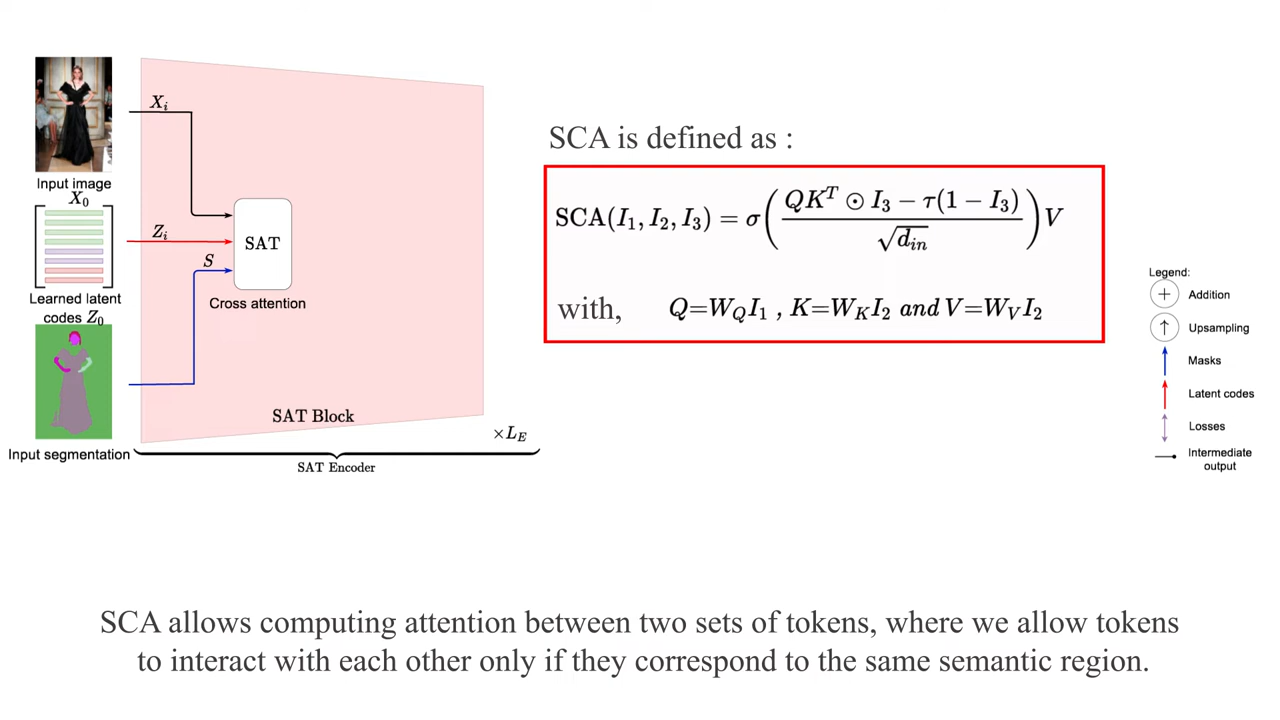 Input image
X_0
Learned latent
codes Z_0
Input segmentation
X_i
Z_i
S
SAT
Cross attention
SAT Block
×L_E
SAT Encoder
SCA is defined as :
SCA(I_1, I_2, I_3) = σ( (QK^T ⊙ I_3 − τ(1 − I_3)) / √d_in ) V
with, Q=W_Q I_1 , K=W_K I_2 and V=W_V I_2
Legend:
Addition
Upsampling
Masks
Latent codes
Losses
Intermediate
output
SCA allows computing attention between two sets of tokens, where we allow tokens
to interact with each other only if they correspond to the same semantic region.